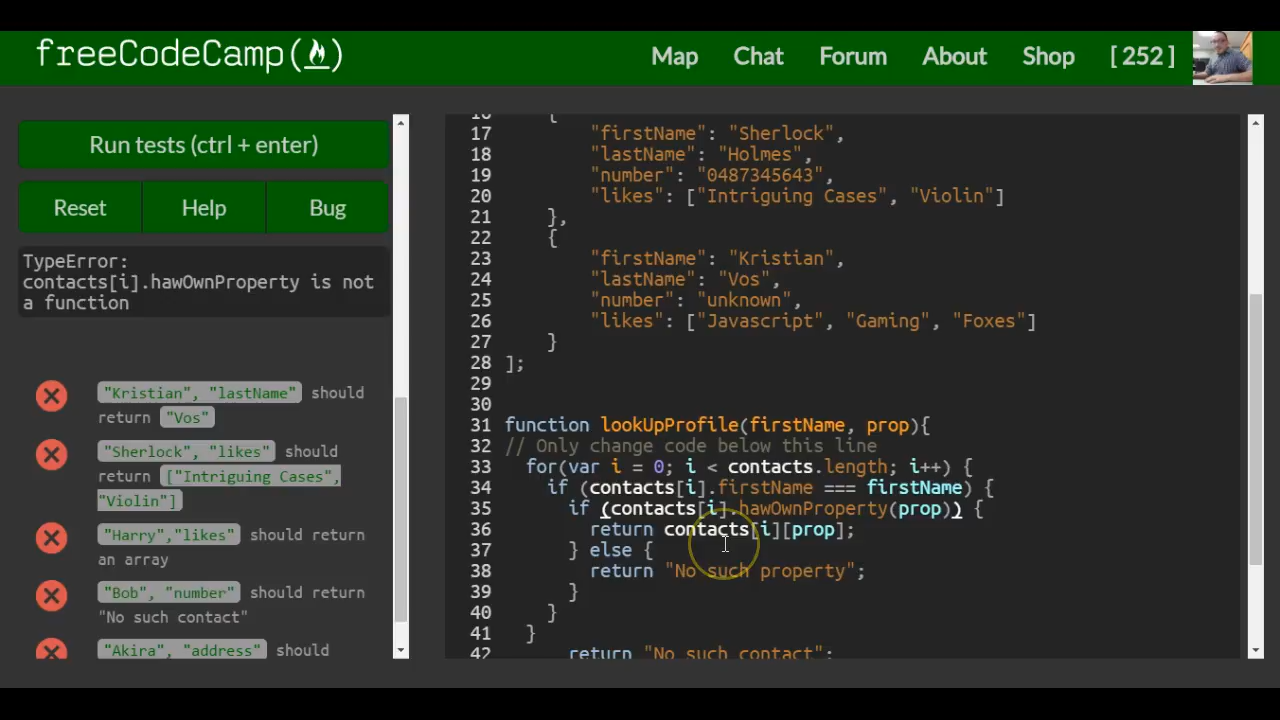 freeCodeCamp(🔥)
Map Chat Forum About Shop [ 252 ]
Run tests (ctrl + enter)
Reset Help Bug
TypeError:
contacts[i].hawOwnProperty is not
a function
"Kristian", "lastName" should
return "Vos"
"Sherlock", "likes" should
return ["Intriguing Cases",
"Violin"]
"Harry","likes" should return
an array
"Bob", "number" should return
"No such contact"
"Akira", "address" should
16 {
17 "firstName": "Sherlock",
18 "lastName": "Holmes",
19 "number": "0487345643",
20 "likes": ["Intriguing Cases", "Violin"]
21 },
22 {
23 "firstName": "Kristian",
24 "lastName": "Vos",
25 "number": "unknown",
26 "likes": ["Javascript", "Gaming", "Foxes"]
27 }
28 ];
29
30
31 function lookUpProfile(firstName, prop){
32 // Only change code below this line
33 for(var i = 0; i < contacts.length; i++) {
34 if (contacts[i].firstName === firstName) {
35 if (contacts[i].hawOwnProperty(prop)) {
36 return contacts[i][prop];
37 } else {
38 return "No such property";
39 }
40 }
41 }
42 return "No such contact";